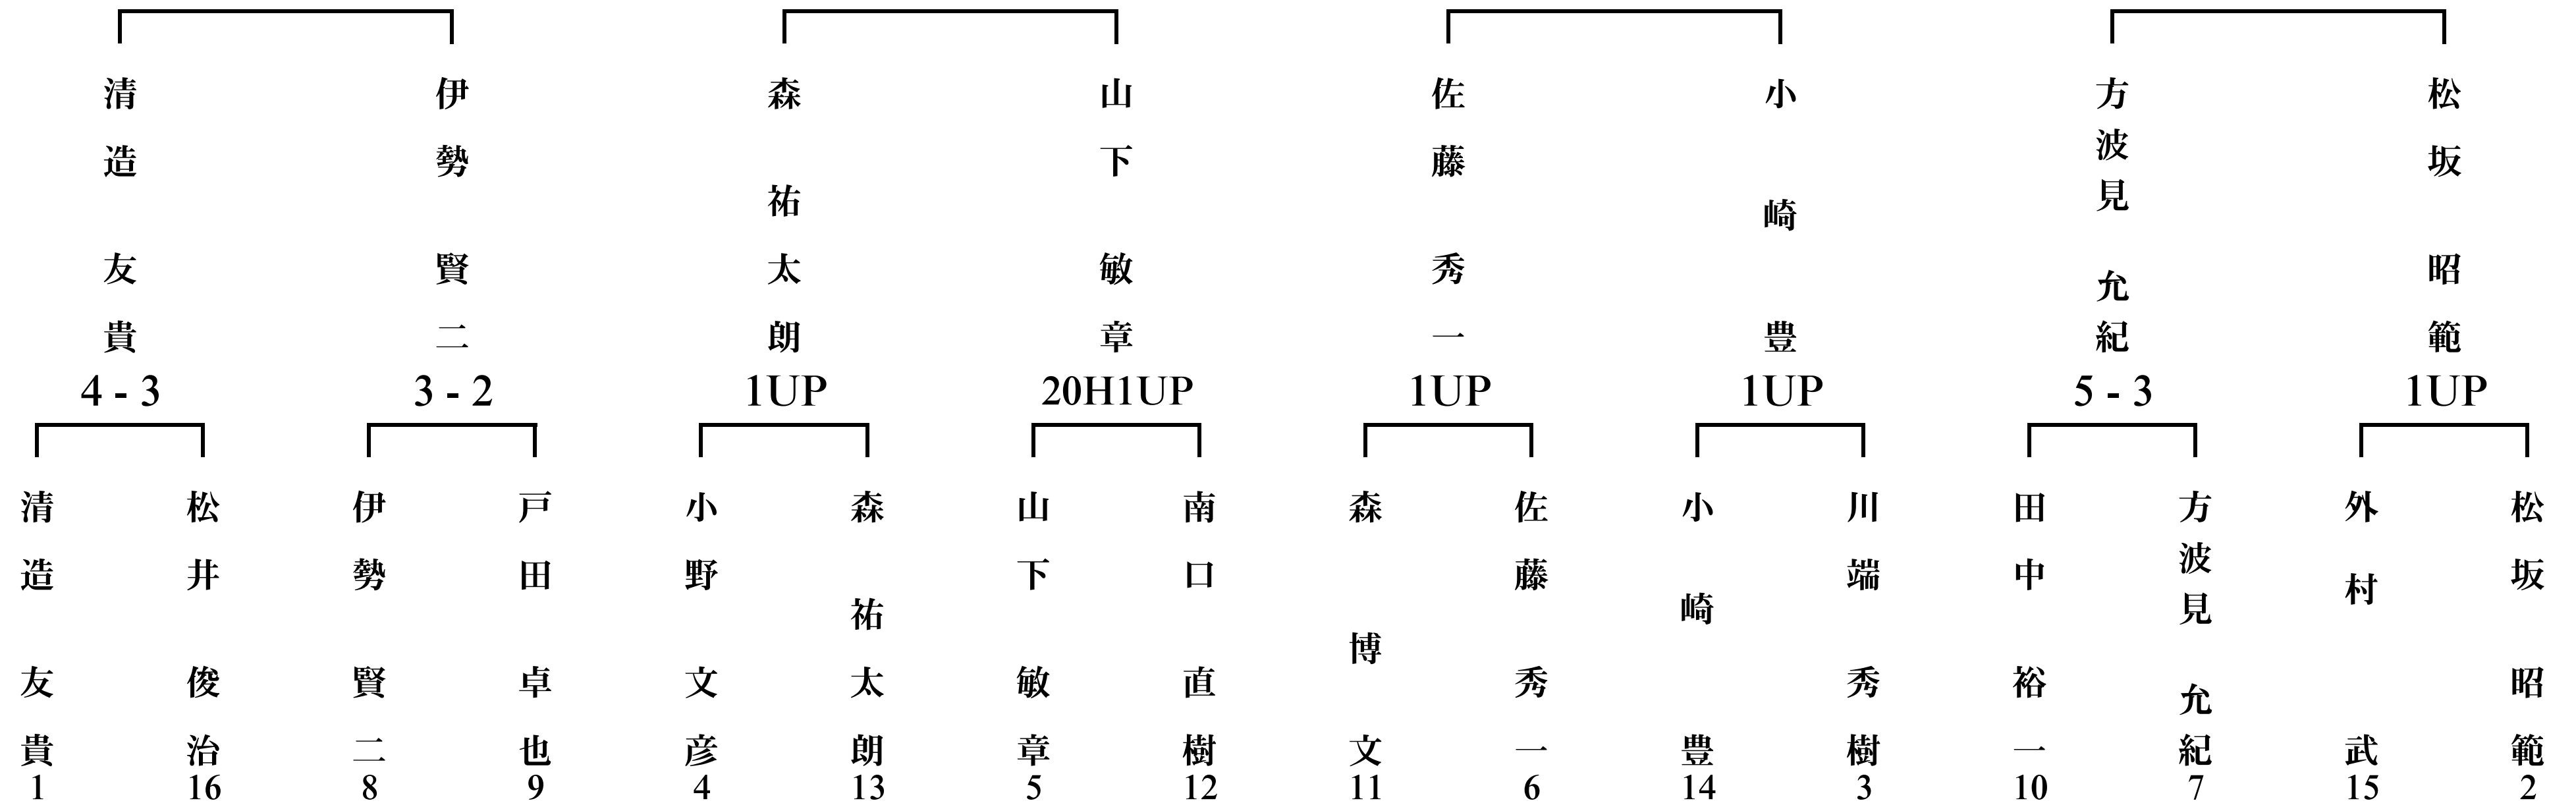 清造 友貴
伊勢 賢二
森 祐太朗
山下 敏章
佐藤 秀一
小崎 豊
方波見 允紀
松坂 昭範
4 - 3
3 - 2
1UP
20H1UP
1UP
1UP
5 - 3
1UP
清造 友貴
松井 俊治
伊勢 賢二
戸田 卓也
小野 文彦
森 祐太朗
山下 敏章
南口 直樹
森 博文
佐藤 秀一
小崎 豊
川端 秀樹
田中 裕一
方波見 允紀
外村 武
松坂 昭範
1
16
8
9
4
13
5
12
11
6
14
3
10
7
15
2